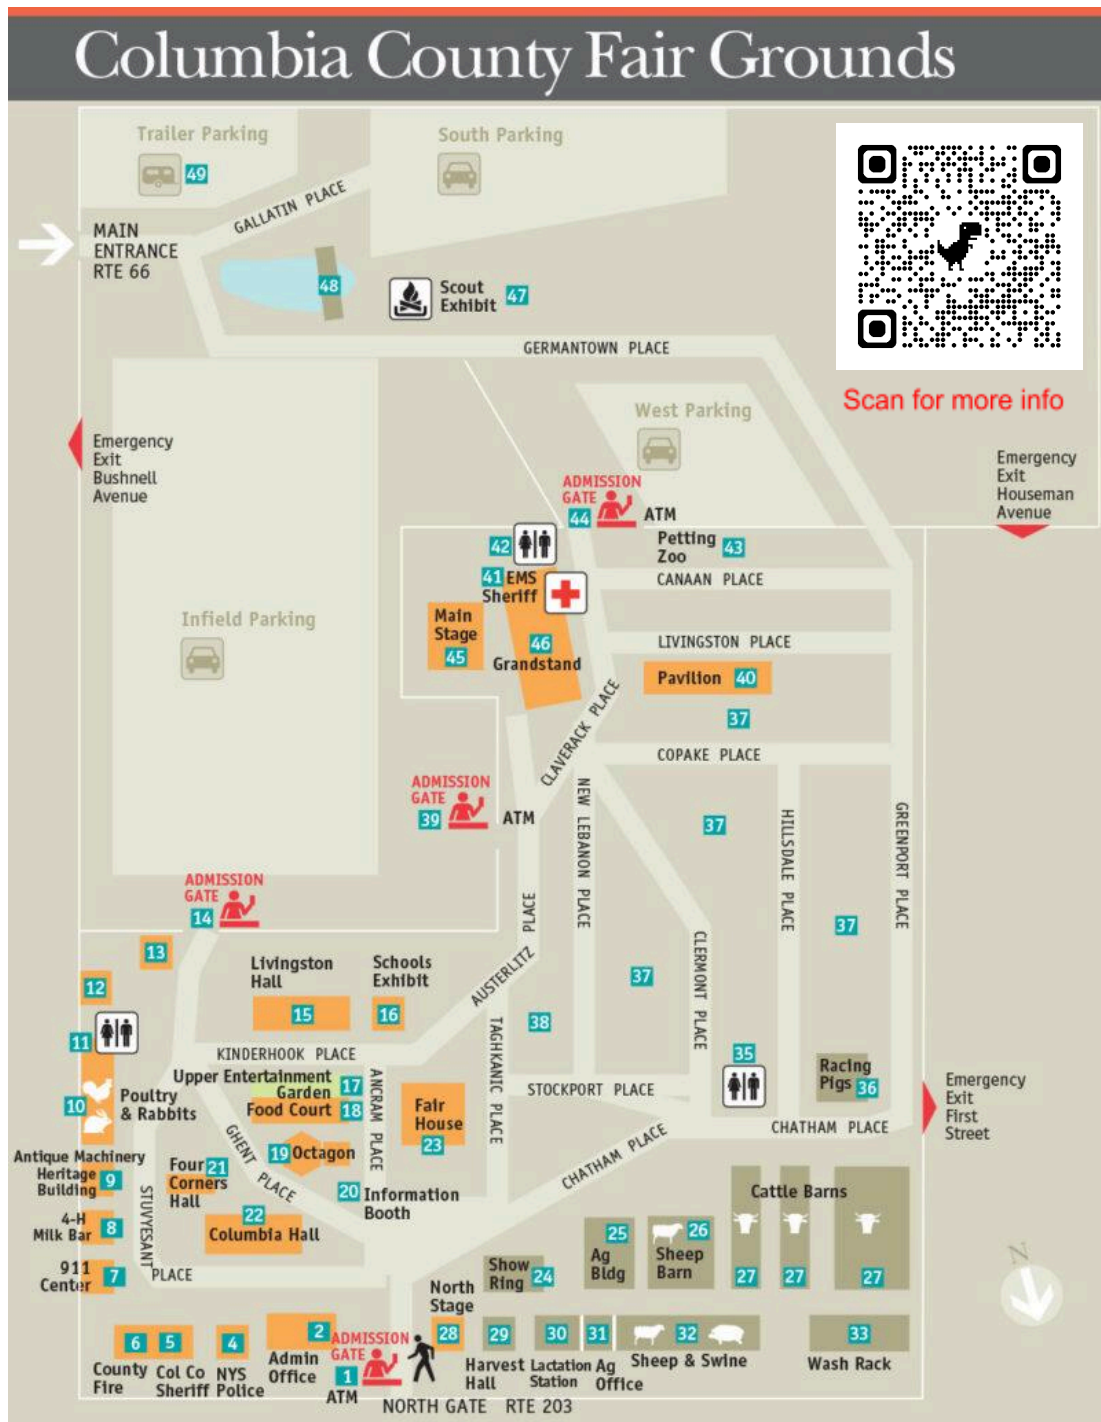 Columbia County Fair Grounds
Trailer Parking
49
South Parking
GALLATIN PLACE
MAIN
ENTRANCE
RTE 66
48
Scout
Exhibit 47
GERMANTOWN PLACE
Scan for more info
West Parking
Emergency
Exit
Bushnell
Avenue
Emergency
Exit
Houseman
Avenue
ADMISSION
GATE
44
ATM
42
Petting
Zoo 43
41 EMS
Sheriff
CANAAN PLACE
Main
Stage
45
46
Grandstand
Infield Parking
LIVINGSTON PLACE
Pavilion 40
37
CLAVERACK PLACE
COPAKE PLACE
ADMISSION
GATE
39
ATM
NEW LEBANON PLACE
37
HILLSDALE PLACE
GREENPORT PLACE
ADMISSION
GATE
14
AUSTERLITZ PLACE
37
CLERMONT PLACE
37
13
12
Livingston
Hall
15
Schools
Exhibit
16
38
TAGHKANIC PLACE
11
KINDERHOOK PLACE
35
Racing
Pigs 36
Upper Entertainment
Garden 17
Food Court 18
ANCRAM PLACE
STOCKPORT PLACE
Emergency
Exit
First
Street
10
Poultry
& Rabbits
Fair
House
23
CHATHAM PLACE
GHENT PLACE
19 Octagon
CHATHAM PLACE
Antique Machinery
Heritage
Building 9
Four 21
Corners
Hall
20 Information
Booth
Cattle Barns
27
27
27
STUVYESANT PLACE
4-H
Milk Bar 8
22
Columbia Hall
25
Ag
Bldg
26
Sheep
Barn
911
Center 7
Show
Ring 24
North
Stage
28
6
County
Fire
5
Col Co
Sheriff
4
NYS
Police
2
Admin
Office
ADMISSION
GATE
1
ATM
29
Harvest
Hall
30
Lactation
Station
31
Ag
Office
32
Sheep & Swine
33
Wash Rack
N
NORTH GATE RTE 203